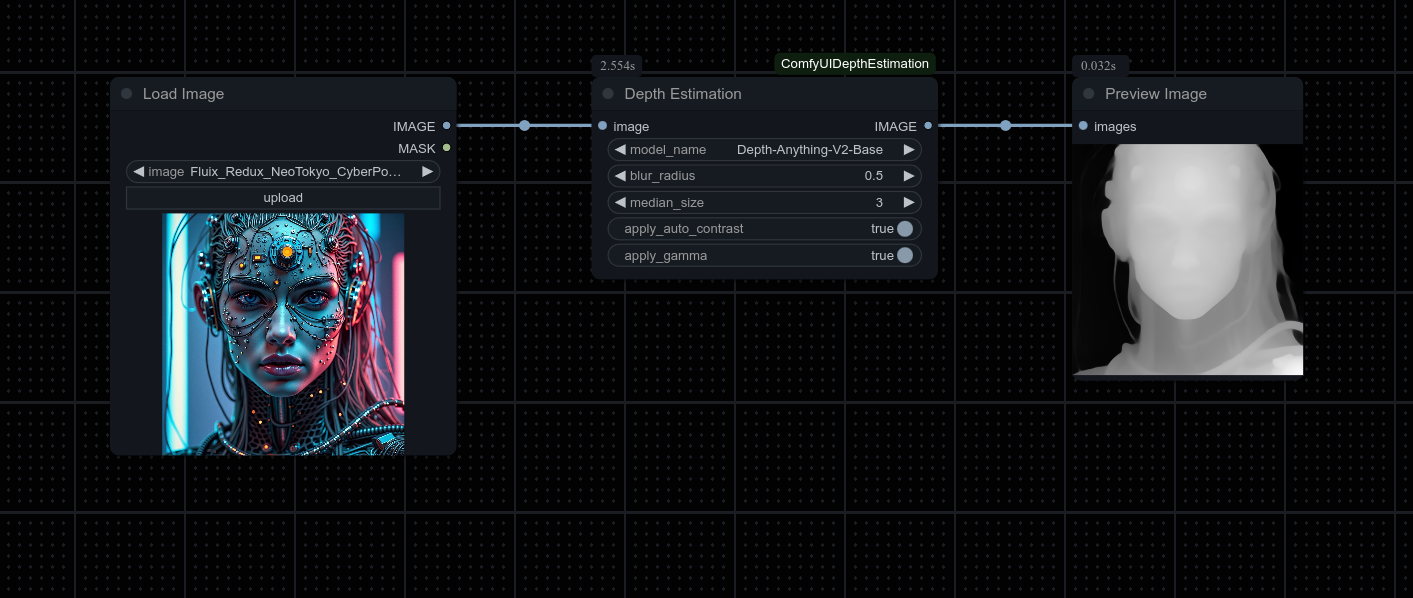 Load Image
IMAGE
MASK
image Fluix_Redux_NeoTokyo_CyberPo…
upload
2.554s
ComfyUIDepthEstimation
Depth Estimation
image IMAGE
model_name Depth-Anything-V2-Base
blur_radius 0.5
median_size 3
apply_auto_contrast true
apply_gamma true
0.032s
Preview Image
images